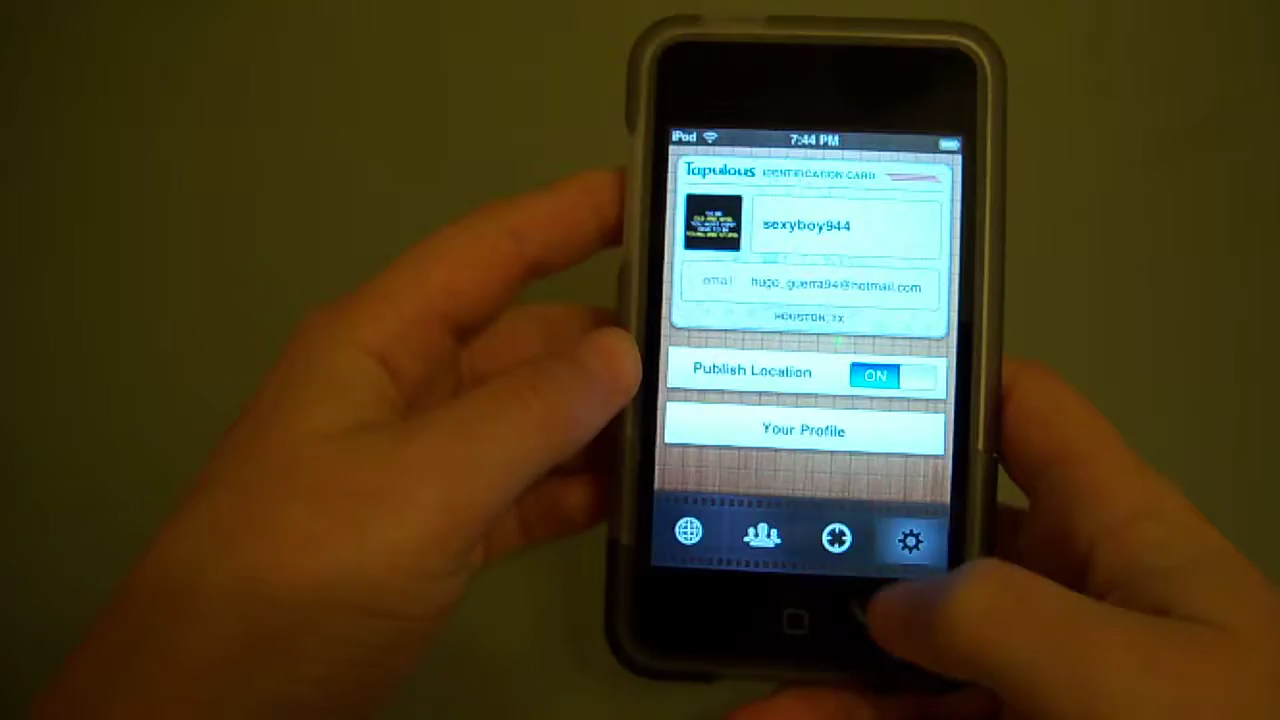 iPod 7:44 PM
Tapulous IDENTIFICATION CARD
sexyboy944
email hugo_guerra94@hotmail.com
HOUSTON, TX
Publish Location ON
Your Profile